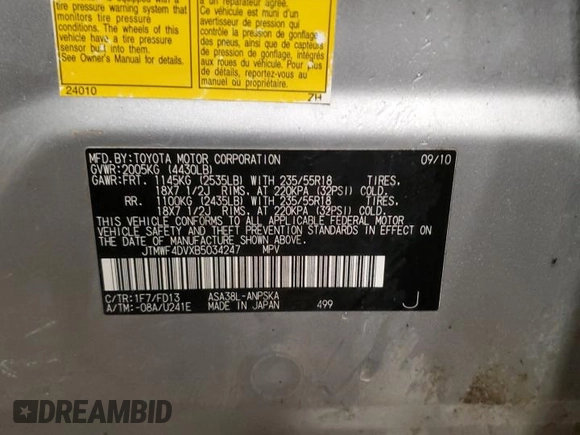 tire pressure warning system that
monitors tire pressure
conditions. The wheels of this
vehicle have a tire pressure
sensor built into them.
See Owner's Manual for details.
24010
à un réparateur agréé.
Ce véhicule est muni d'un
avertisseur de pression de gonflage
des pneus, ainsi que de capteurs
de pression de gonflage, intégrés
aux roues du véhicule. Pour plus
de détails, reportez-vous au
manuel du propriétaire.
7H
MFD.BY:TOYOTA MOTOR CORPORATION 09/10
GVWR:2005KG (4430LB)
GAWR:FRT. 1145KG (2535LB) WITH 235/55R18 TIRES.
18X7 1/2J RIMS. AT 220KPA (32PSI) COLD.
RR. 1100KG (2435LB) WITH 235/55R18 TIRES.
18X7 1/2J RIMS. AT 220KPA (32PSI) COLD.
THIS VEHICLE CONFORMS TO ALL APPLICABLE FEDERAL MOTOR
VEHICLE SAFETY AND THEFT PREVENTION STANDARDS IN EFFECT ON
THE DATE OF MANUFACTURE SHOWN ABOVE.
JTMWF4DVXB5034247 MPV
C/TR:1F7/FD13 ASA38L-ANPSKA
A/TM:-08A/U241E MADE IN JAPAN 499 J
DREAMBID